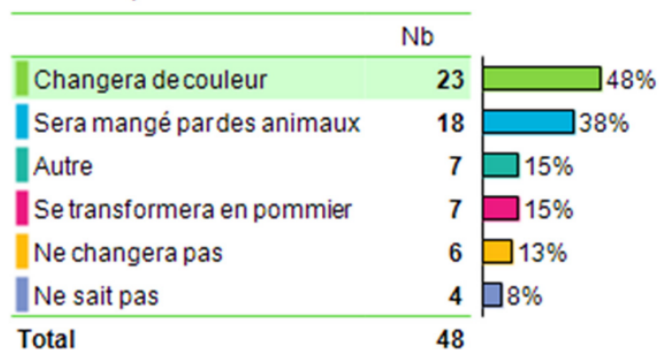 Nb
Changera de couleur 23 48%
Sera mangé par des animaux 18 38%
Autre 7 15%
Se transformera en pommier 7 15%
Ne changera pas 6 13%
Ne sait pas 4 8%
Total 48